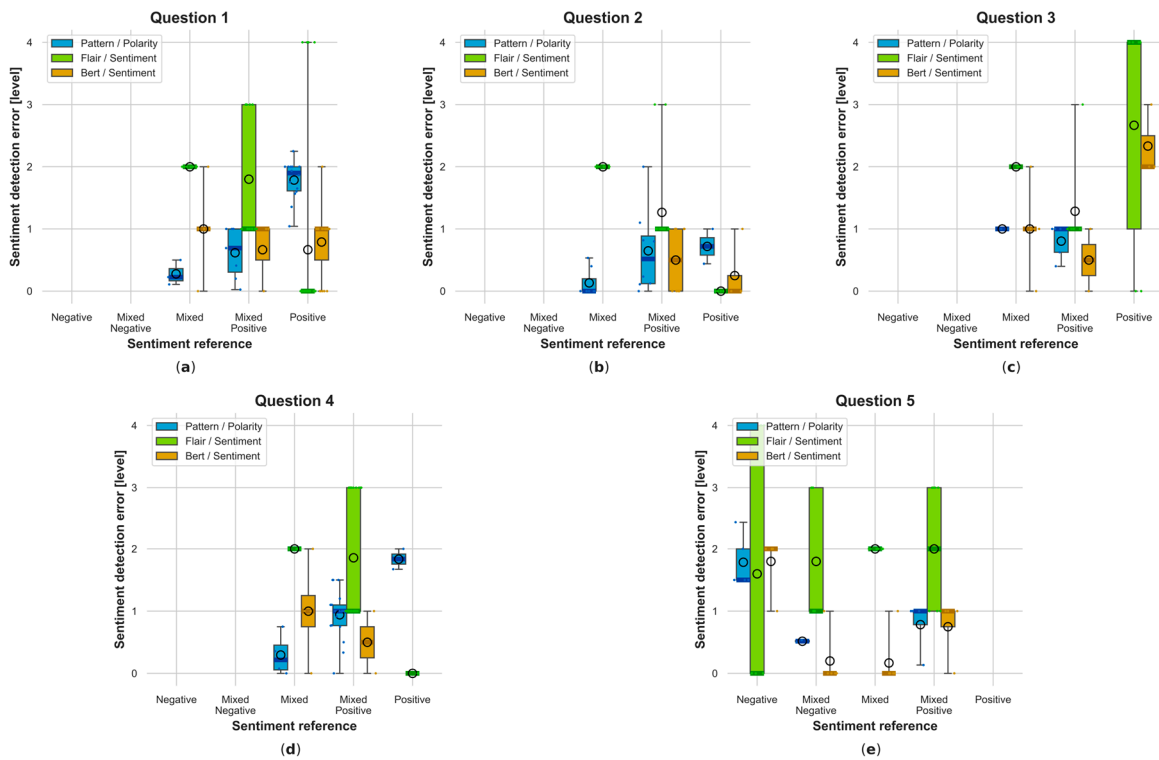 Question 1
Sentiment detection error [level]
4
3
2
1
0
Pattern / Polarity
Flair / Sentiment
Bert / Sentiment
Negative
Mixed
Negative
Mixed
Mixed
Positive
Positive
Sentiment reference
(a)
Question 2
Sentiment detection error [level]
4
3
2
1
0
Pattern / Polarity
Flair / Sentiment
Bert / Sentiment
Negative
Mixed
Negative
Mixed
Mixed
Positive
Positive
Sentiment reference
(b)
Question 3
Sentiment detection error [level]
4
3
2
1
0
Pattern / Polarity
Flair / Sentiment
Bert / Sentiment
Negative
Mixed
Negative
Mixed
Mixed
Positive
Positive
Sentiment reference
(c)
Question 4
Sentiment detection error [level]
4
3
2
1
0
Pattern / Polarity
Flair / Sentiment
Bert / Sentiment
Negative
Mixed
Negative
Mixed
Mixed
Positive
Positive
Sentiment reference
(d)
Question 5
Sentiment detection error [level]
4
3
2
1
0
Pattern / Polarity
Flair / Sentiment
Bert / Sentiment
Negative
Mixed
Negative
Mixed
Mixed
Positive
Positive
Sentiment reference
(e)